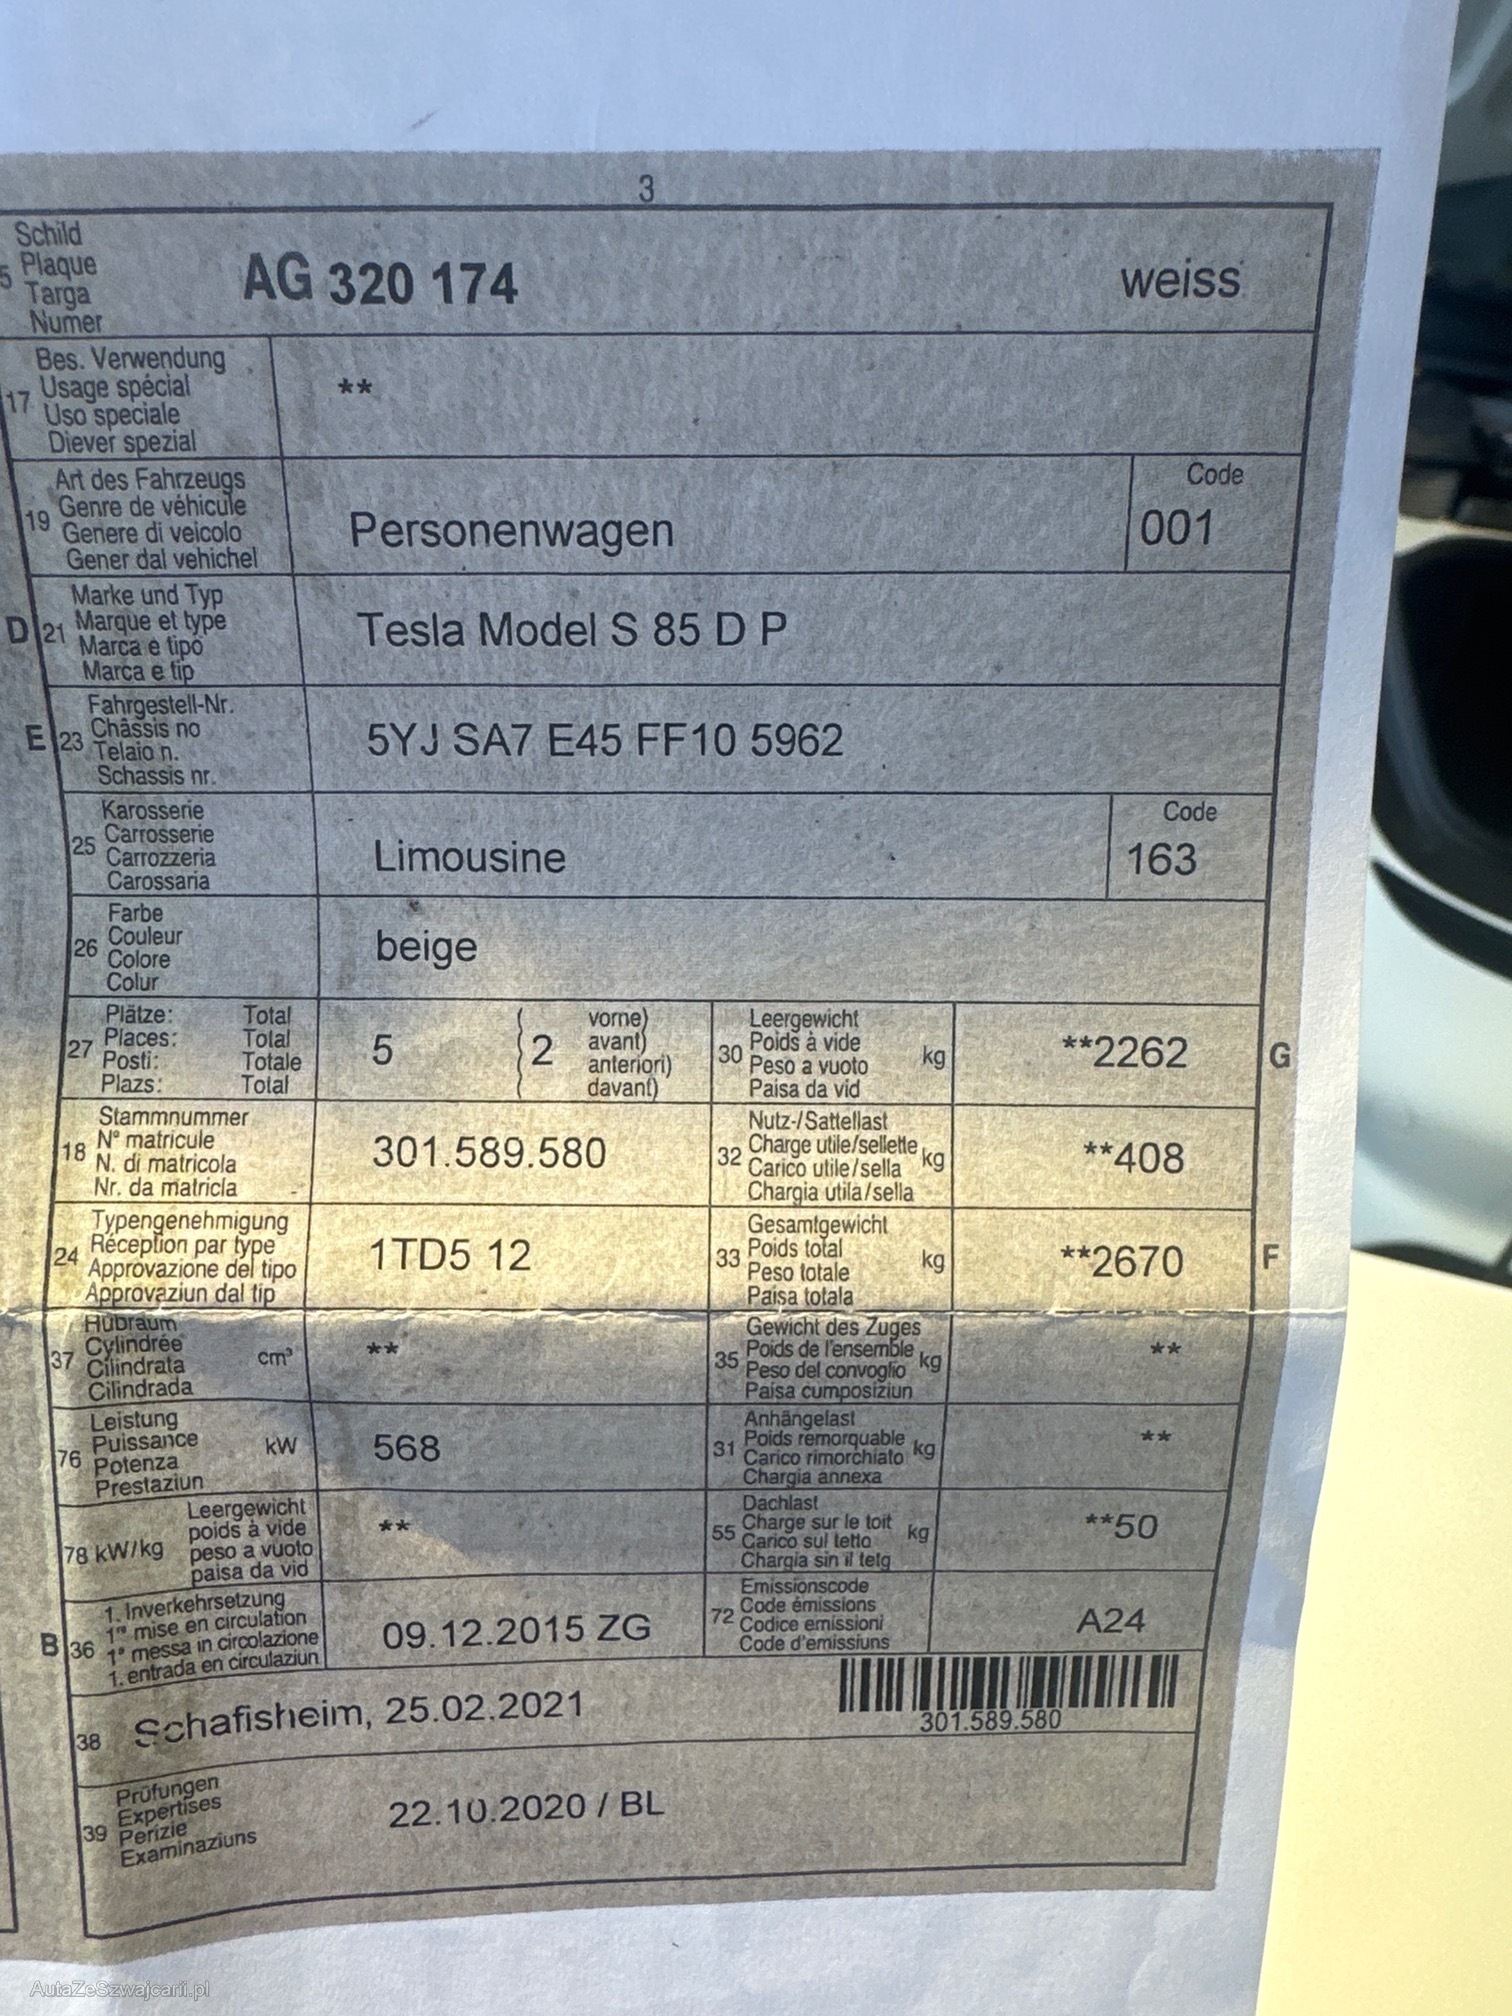 3
5
Schild
Plaque
Targa
Numer
AG 320 174
weiss
17
Bes. Verwendung
Usage spécial
Uso speciale
Diever spezial
**
19
Art des Fahrzeugs
Genre de véhicule
Genere di veicolo
Gener dal vehichel
Personenwagen
Code
001
D
21
Marke und Typ
Marque et type
Marca e tipo
Marca e tip
Tesla Model S 85 D P
E
23
Fahrgestell-Nr.
Châssis no
Telaio n.
Schassis nr.
5YJ SA7 E45 FF10 5962
25
Karosserie
Carrosserie
Carrozzeria
Carossaria
Limousine
Code
163
26
Farbe
Couleur
Colore
Colur
beige
27
Plätze: Total
Places: Total
Posti: Totale
Plazs: Total
5
2
vorne)
avant)
anteriori)
davant)
30
Leergewicht
Poids à vide
Peso a vuoto
Paisa da vid
kg
**2262
G
18
Stammnummer
N° matricule
N. di matricola
Nr. da matricla
301.589.580
32
Nutz-/Sattellast
Charge utile/sellette
Carico utile/sella
Chargia utila/sella
kg
**408
24
Typengenehmigung
Réception par type
Approvazione del tipo
Approvaziun dal tip
1TD5 12
33
Gesamtgewicht
Poids total
Peso totale
Paisa totala
kg
**2670
F
37
Hubraum
Cylindrée
Cilindrata
Cilindrada
cm³
**
35
Gewicht des Zuges
Poids de l'ensemble
Peso del convoglio
Paisa cumposiziun
kg
**
76
Leistung
Puissance
Potenza
Prestaziun
kW
568
31
Anhängelast
Poids remorquable
Carico rimorchiato
Chargia annexa
kg
**
78 kW/kg
Leergewicht
poids à vide
peso a vuoto
paisa da vid
**
55
Dachlast
Charge sur le toit
Carico sul tetto
Chargia sin il tetg
kg
**50
B
36
1. Inverkehrsetzung
1re mise en circulation
1a messa in circolazione
1. entrada en circulaziun
09.12.2015 ZG
72
Emissionscode
Code émissions
Codice emissioni
Code d'emissiuns
A24
38
Schafisheim, 25.02.2021
301.589.580
39
Prüfungen
Expertises
Perizie
Examinaziuns
22.10.2020 / BL
AutaZeSzwajcarii.pl